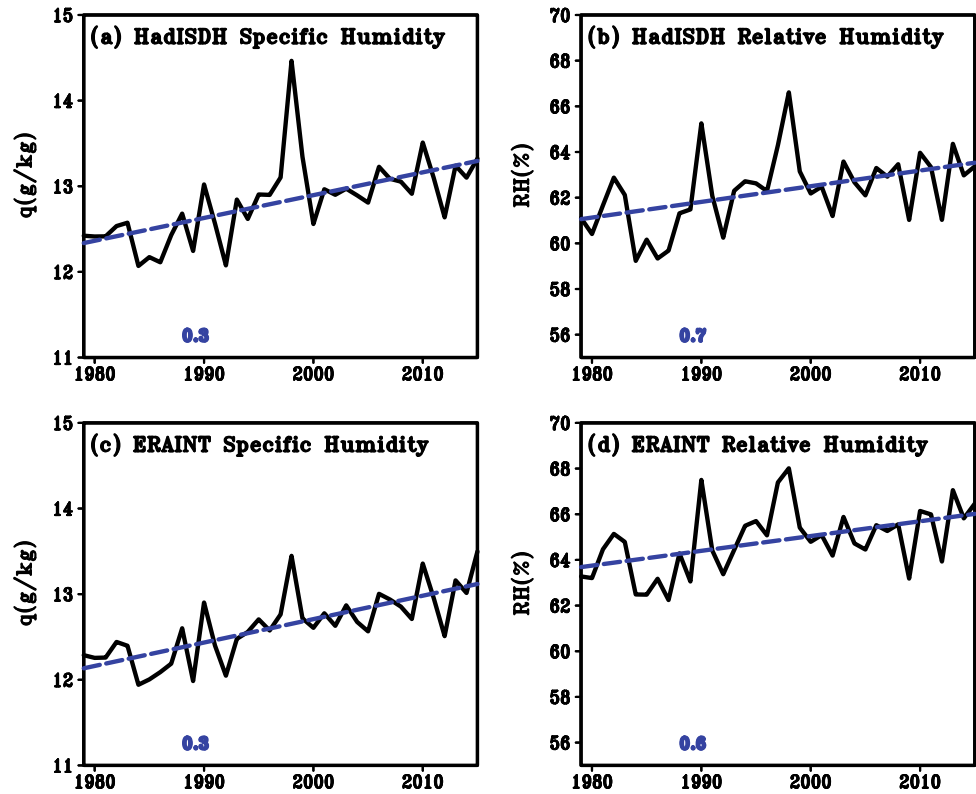 (a) HadISDH Specific Humidity
q(g/kg)
15
14
13
12
11
0.3
1980 1990 2000 2010
(b) HadISDH Relative Humidity
RH(%)
70
68
66
64
62
60
58
56
0.7
1980 1990 2000 2010
(c) ERAINT Specific Humidity
q(g/kg)
15
14
13
12
11
0.3
1980 1990 2000 2010
(d) ERAINT Relative Humidity
RH(%)
70
68
66
64
62
60
58
56
0.6
1980 1990 2000 2010